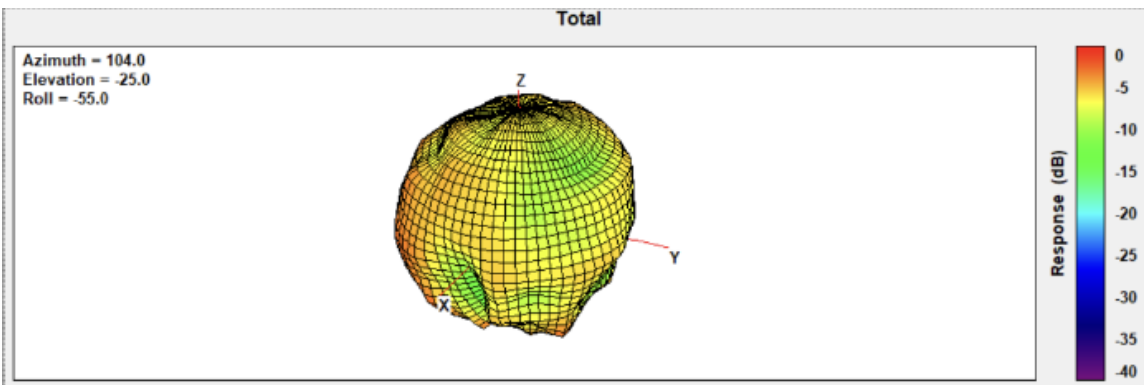 Total
Azimuth = 104.0
Elevation = -25.0
Roll = -55.0
Z
Y
X
Response (dB)
0
-5
-10
-15
-20
-25
-30
-35
-40